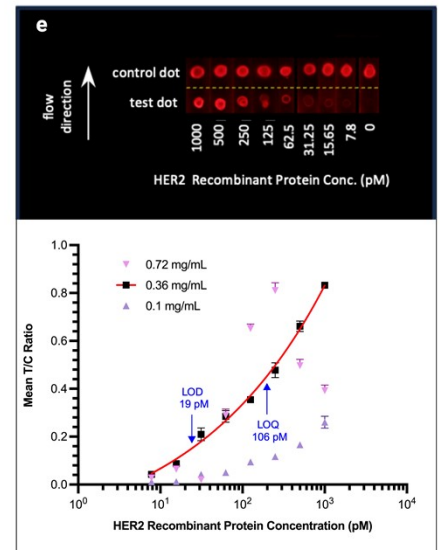 e
control dot
test dot
flow
direction
1000
500
250
125
62.5
31.25
15.65
7.8
0
HER2 Recombinant Protein Conc. (pM)
1.0
0.8
0.6
0.4
0.2
0.0
Mean T/C Ratio
0.72 mg/mL
0.36 mg/mL
0.1 mg/mL
LOD
19 pM
LOQ
106 pM
10⁰
10¹
10²
10³
10⁴
HER2 Recombinant Protein Concentration (pM)